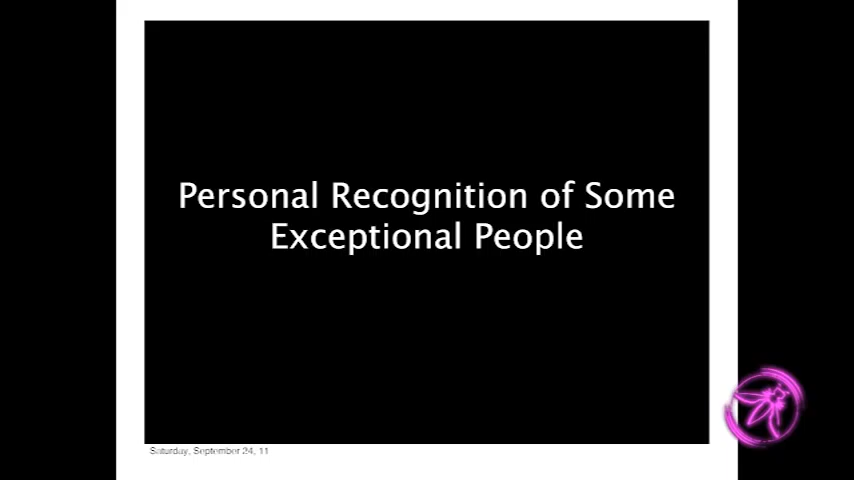 Personal Recognition of Some
Exceptional People
Saturday, September 24, 11